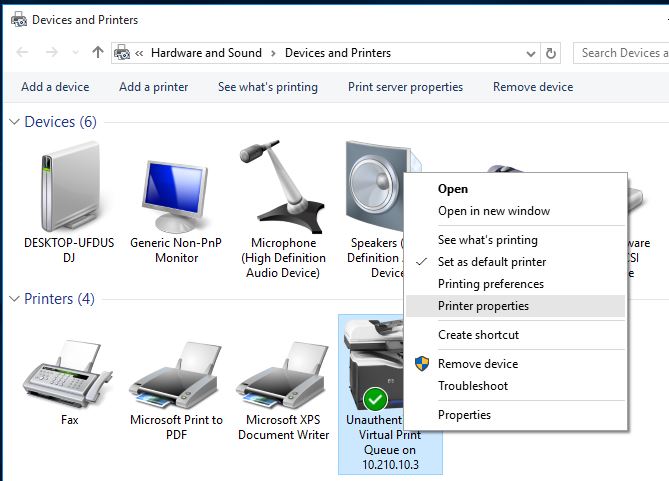 Devices and Printers
« Hardware and Sound > Devices and Printers
Search Devices a
Add a device Add a printer See what's printing Print server properties Remove device
Devices (6)
DESKTOP-UFDUS
DJ
Generic Non-PnP
Monitor
Microphone
(High Definition
Audio Device)
Speakers (
Definition A
Device
ware
CSI
Open
Open in new window
See what's printing
Set as default printer
Printing preferences
Printer properties
Create shortcut
Remove device
Troubleshoot
Properties
Printers (4)
Fax
Microsoft Print to
PDF
Microsoft XPS
Document Writer
Unauthent
Virtual Print
Queue on
10.210.10.3